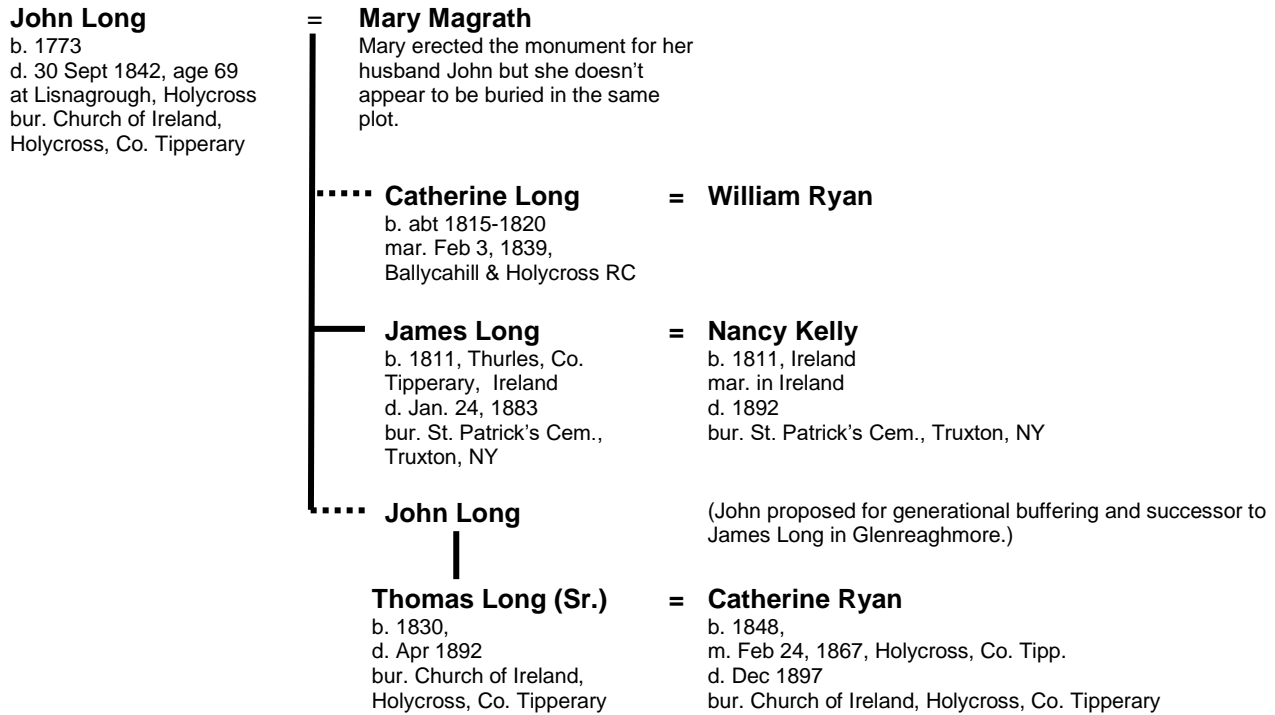 John Long = Mary Magrath
b. 1773
d. 30 Sept 1842, age 69
at Lisnagrough, Holycross
bur. Church of Ireland,
Holycross, Co. Tipperary
Mary erected the monument for her
husband John but she doesn’t
appear to be buried in the same
plot.
Catherine Long = William Ryan
b. abt 1815-1820
mar. Feb 3, 1839,
Ballycahill & Holycross RC
James Long = Nancy Kelly
b. 1811, Thurles, Co.
Tipperary, Ireland
d. Jan. 24, 1883
bur. St. Patrick’s Cem.,
Truxton, NY
b. 1811, Ireland
mar. in Ireland
d. 1892
bur. St. Patrick’s Cem., Truxton, NY
John Long
(John proposed for generational buffering and successor to
James Long in Glenreaghmore.)
Thomas Long (Sr.) = Catherine Ryan
b. 1830,
d. Apr 1892
bur. Church of Ireland,
Holycross, Co. Tipperary
b. 1848,
m. Feb 24, 1867, Holycross, Co. Tipp.
d. Dec 1897
bur. Church of Ireland, Holycross, Co. Tipperary